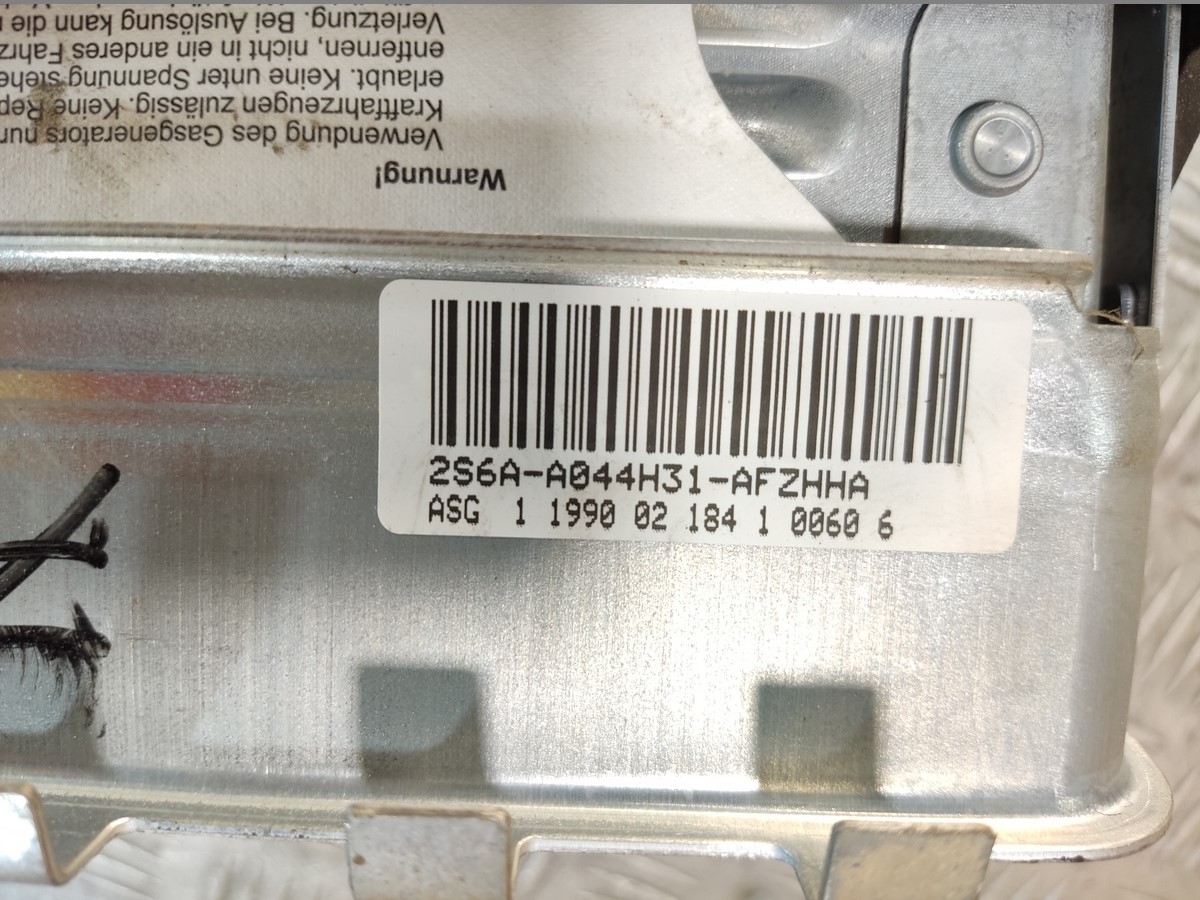 Warnung!
Verwendung des Gasgenerators nur
Kraftfahrzeugen zulässig. Keine Rep
erlaubt. Keine unter Spannung stehe
entfernen, nicht in ein anderes Fahrz
Verletzung. Bei Auslösung kann die
2S6A-A044H31-AFZHHA
ASG 1 1990 02 184 1 0060 6